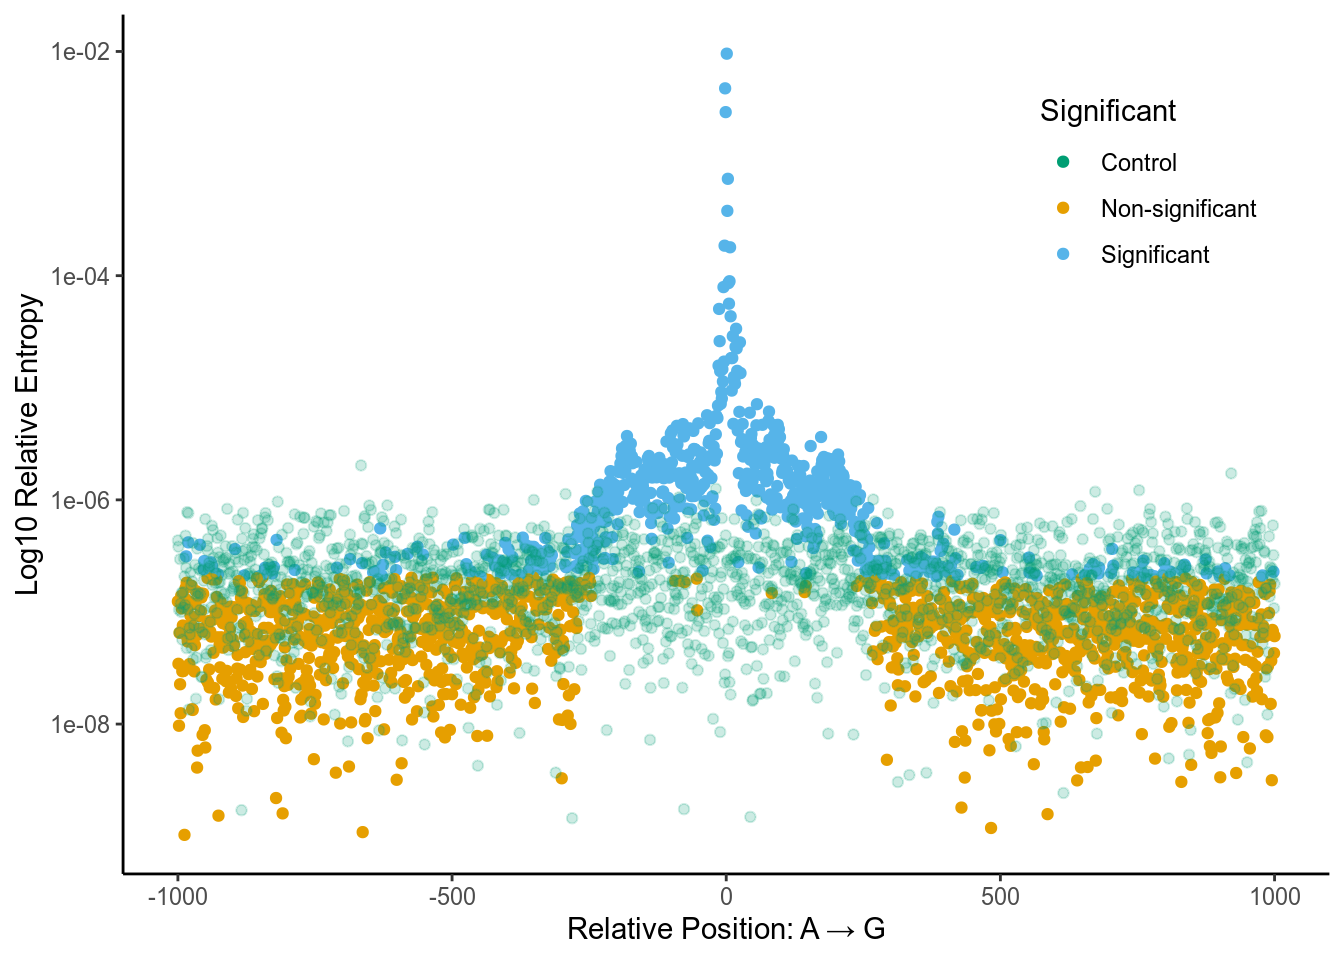 1e-02
1e-04
1e-06
1e-08
Log10 Relative Entropy
Significant
Control
Non-significant
Significant
-1000
-500
0
500
1000
Relative Position: A → G